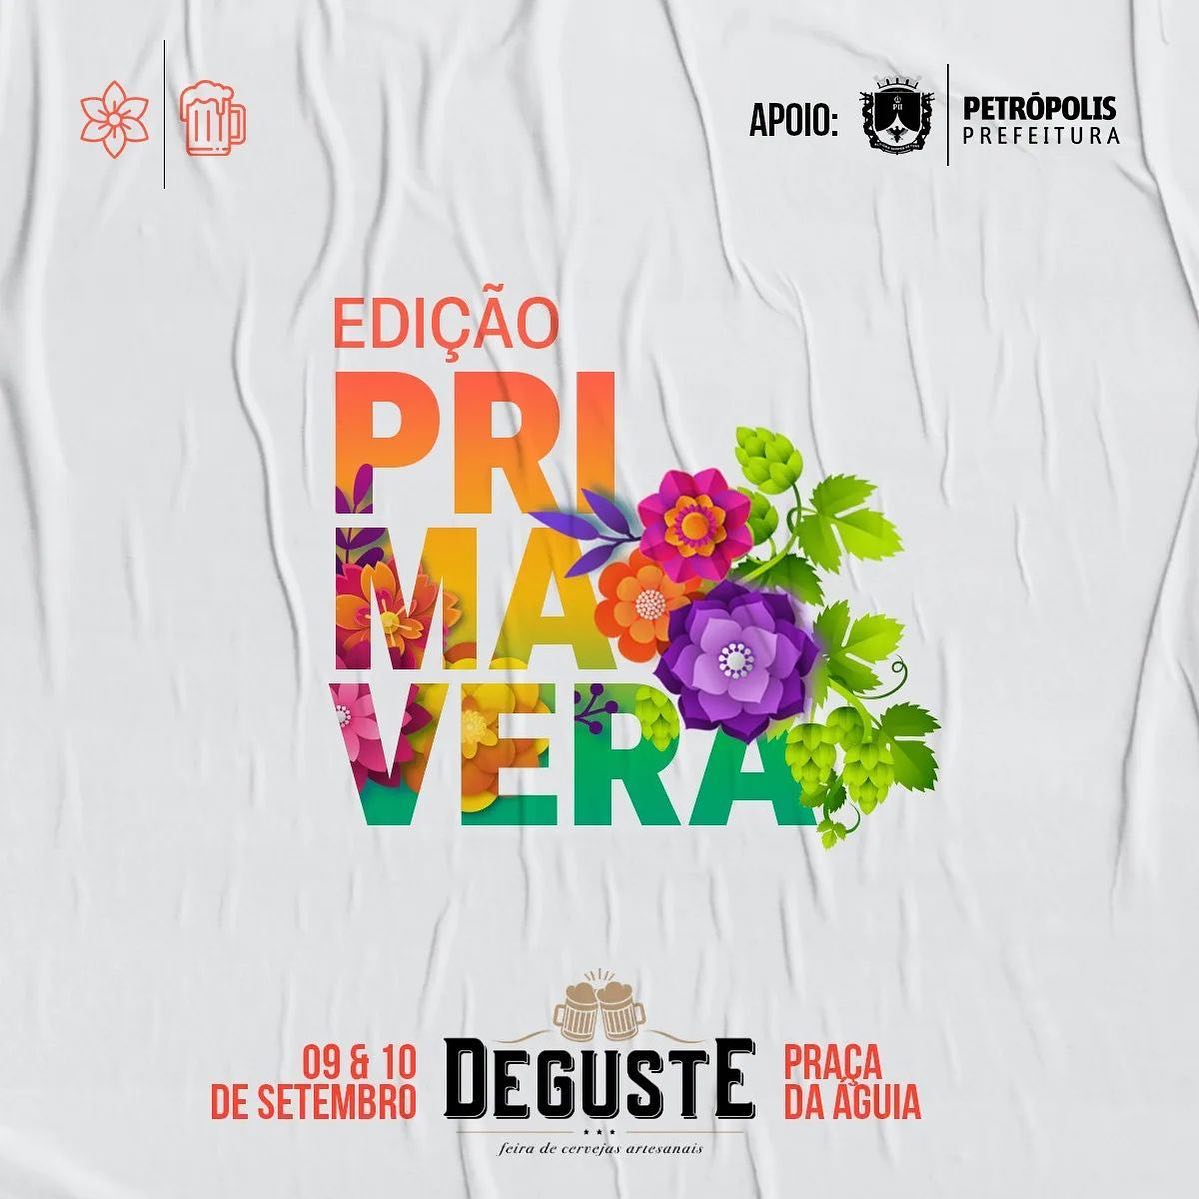 APOIO:
PETRÓPOLIS
PREFEITURA
EDIÇÃO
PRI
MA
VERA
09 & 10
DE SETEMBRO
DEGUSTE
feira de cervejas artesanais
PRAÇA
DA ÁGUIA